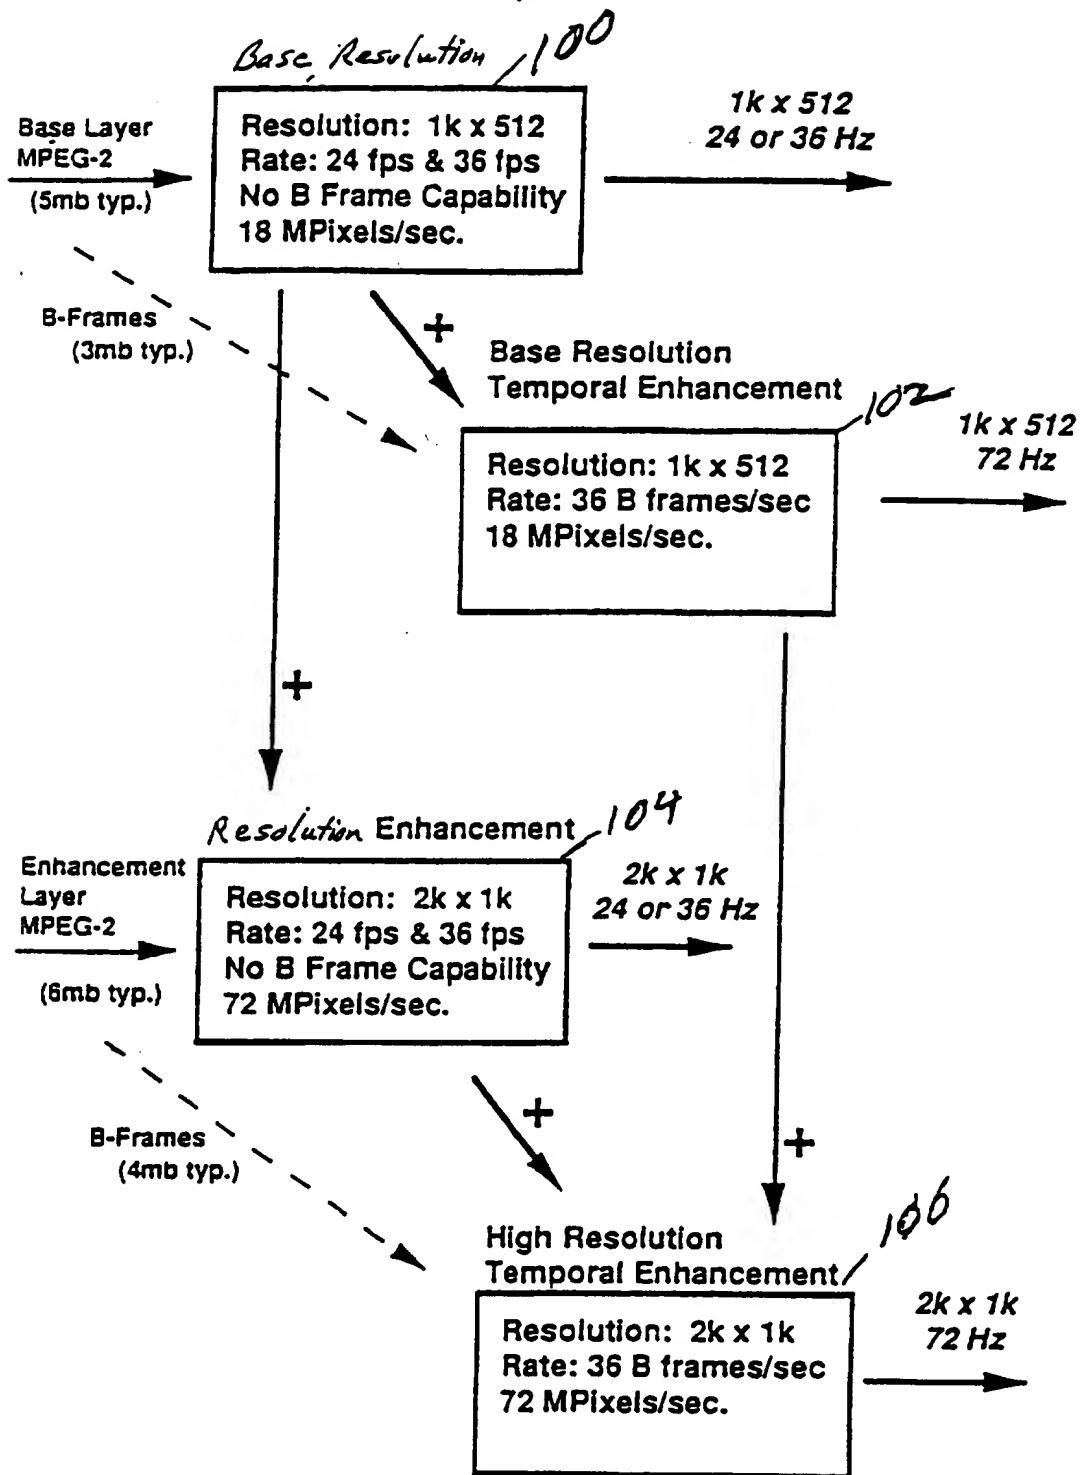 Base Resolution 100
Base Layer
MPEG-2
(5mb typ.)
Resolution: 1k x 512
Rate: 24 fps & 36 fps
No B Frame Capability
18 MPixels/sec.
1k x 512
24 or 36 Hz
B-Frames
(3mb typ.)
+
Base Resolution
Temporal Enhancement
102
Resolution: 1k x 512
Rate: 36 B frames/sec
18 MPixels/sec.
1k x 512
72 Hz
+
Resolution Enhancement 104
Enhancement
Layer
MPEG-2
(6mb typ.)
Resolution: 2k x 1k
Rate: 24 fps & 36 fps
No B Frame Capability
72 MPixels/sec.
2k x 1k
24 or 36 Hz
B-Frames
(4mb typ.)
+
+
High Resolution
Temporal Enhancement
106
Resolution: 2k x 1k
Rate: 36 B frames/sec
72 MPixels/sec.
2k x 1k
72 Hz